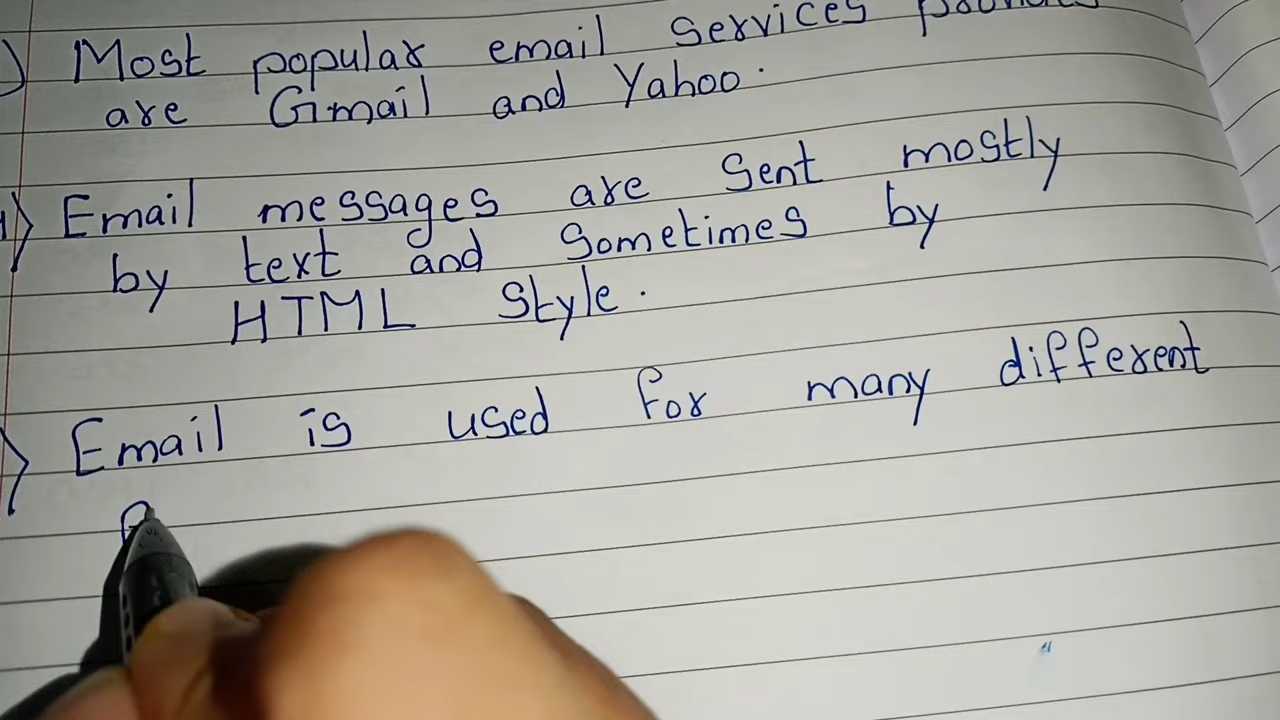 ) Most popular email services
are Gmail and Yahoo.
) Email messages are sent mostly
by text and sometimes by
HTML style.
) Email is used for many different